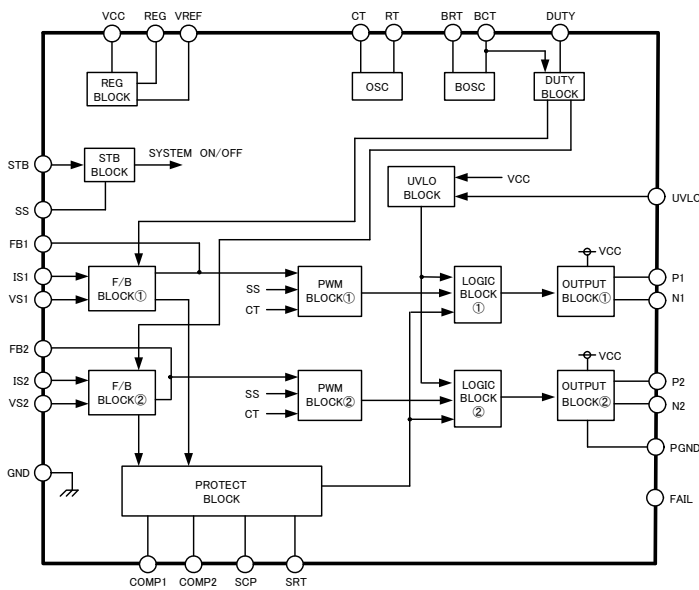 VCC REG VREF CT RT BRT BCT DUTY
REG
BLOCK
OSC
BOSC
DUTY
BLOCK
STB
STB
BLOCK
SYSTEM ON/OFF
SS
UVLO
BLOCK
VCC
UVLO
FB1
IS1
VS1
F/B
BLOCK①
SS
CT
PWM
BLOCK①
LOGIC
BLOCK
①
VCC
OUTPUT
BLOCK①
P1
N1
FB2
IS2
VS2
F/B
BLOCK②
SS
CT
PWM
BLOCK②
LOGIC
BLOCK
②
VCC
OUTPUT
BLOCK②
P2
N2
PGND
GND
PROTECT
BLOCK
FAIL
COMP1 COMP2 SCP SRT